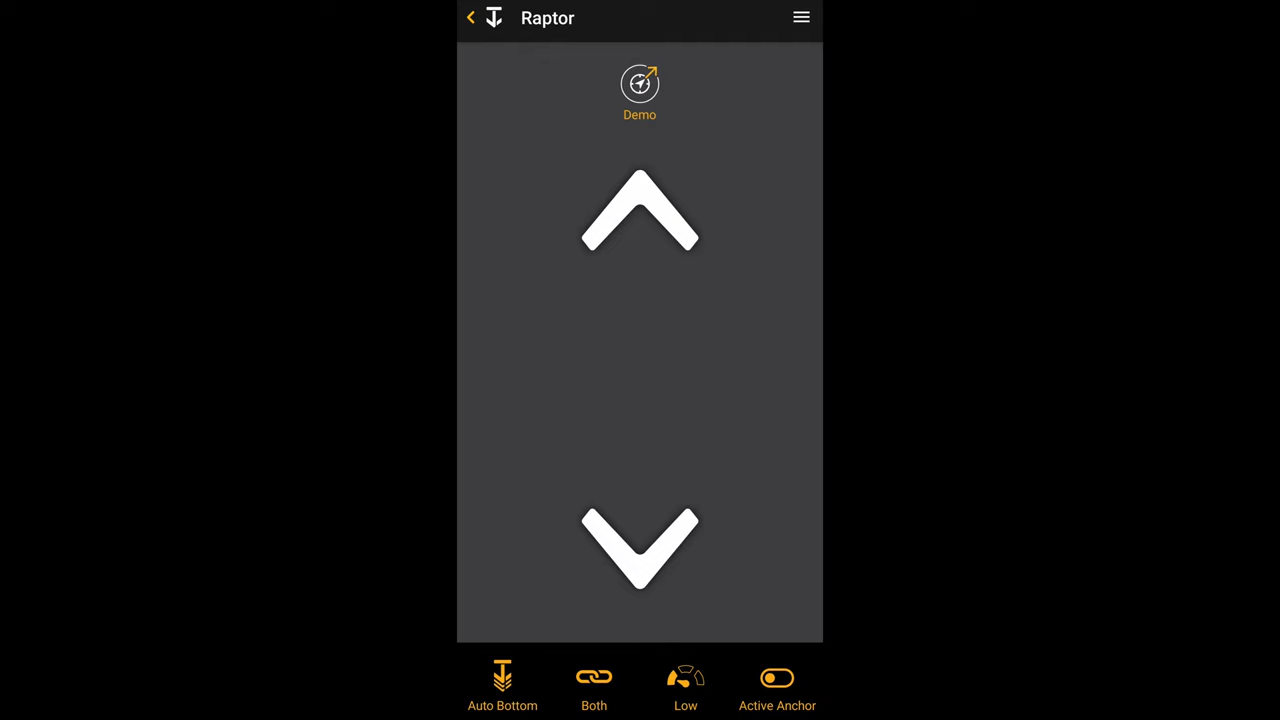 Raptor
Demo
Auto Bottom
Both
Low
Active Anchor